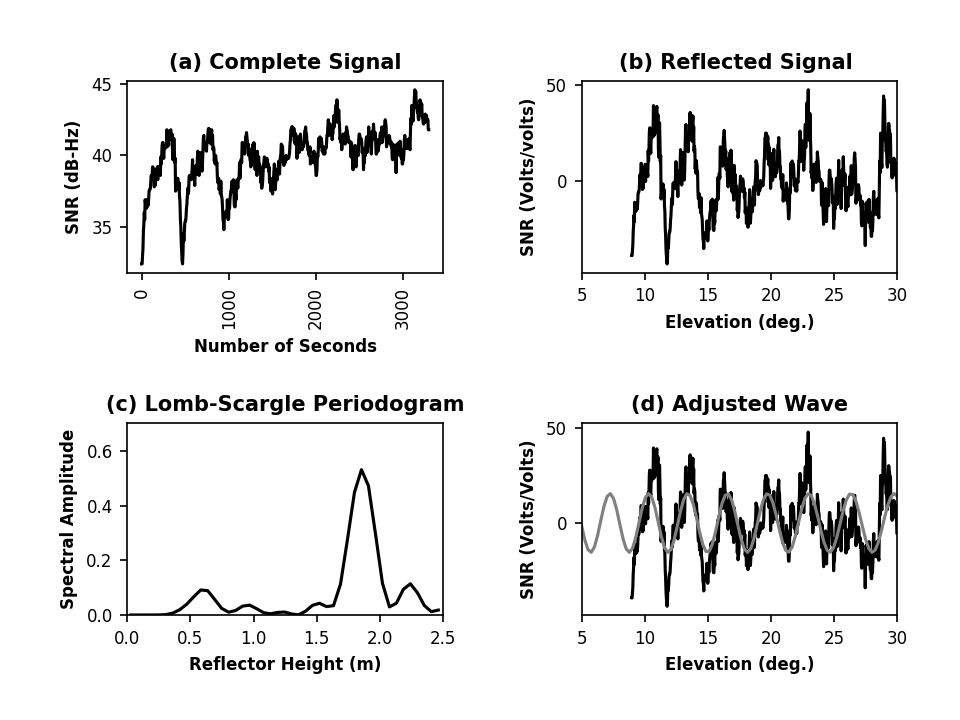 (a) Complete Signal
45
40
35
SNR (dB-Hz)
0
1000
2000
3000
Number of Seconds
(b) Reflected Signal
50
0
SNR (Volts/volts)
5 10 15 20 25 30
Elevation (deg.)
(c) Lomb-Scargle Periodogram
0.6
0.4
0.2
0.0
Spectral Amplitude
0.0 0.5 1.0 1.5 2.0 2.5
Reflector Height (m)
(d) Adjusted Wave
50
0
SNR (Volts/Volts)
5 10 15 20 25 30
Elevation (deg.)